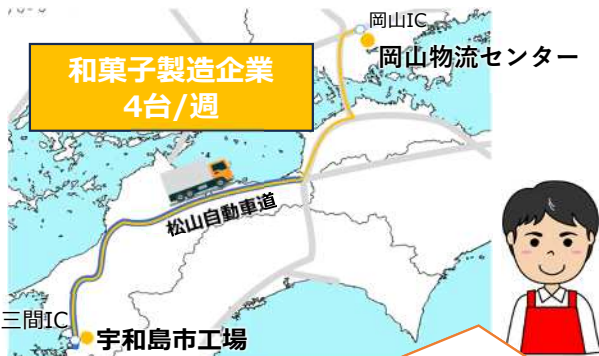 岡山IC
岡山物流センター
和菓子製造企業
4台/週
松山自動車道
三間IC
宇和島市工場